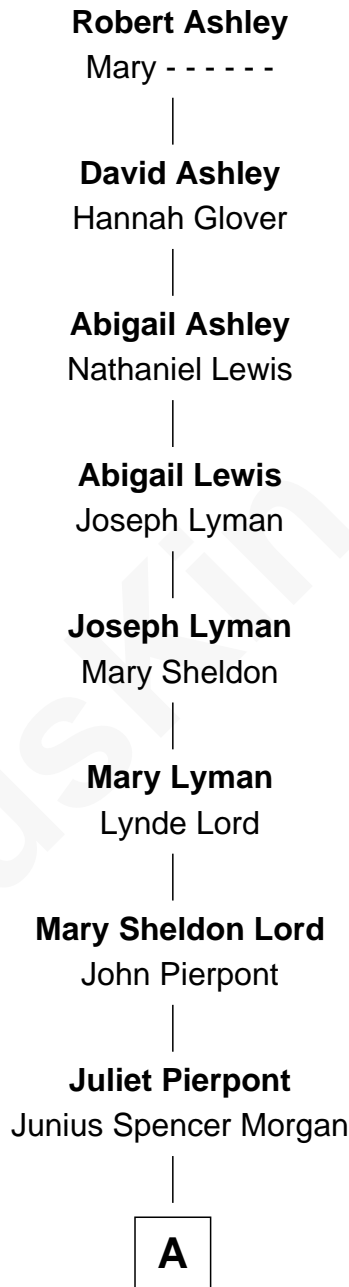 Robert Ashley
Mary - - - - - -
David Ashley
Hannah Glover
Abigail Ashley
Nathaniel Lewis
Abigail Lewis
Joseph Lyman
Joseph Lyman
Mary Sheldon
Mary Lyman
Lynde Lord
Mary Sheldon Lord
John Pierpont
Juliet Pierpont
Junius Spencer Morgan
A